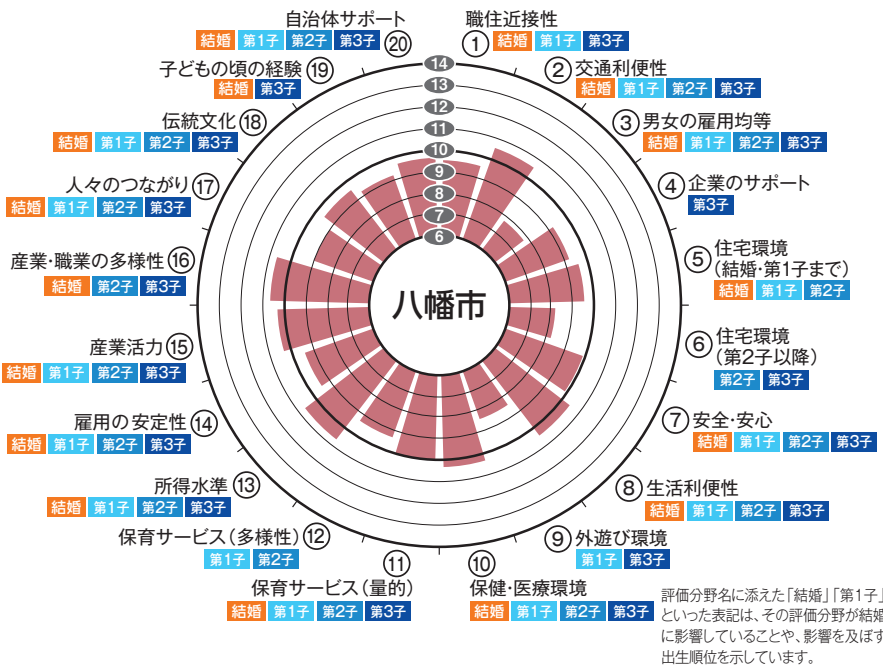 自治体サポート
⑳
結婚 第1子 第2子 第3子
職住近接性
① 結婚 第1子 第3子
② 交通利便性
結婚 第1子 第2子 第3子
③ 男女の雇用均等
結婚 第1子 第2子 第3子
④ 企業のサポート
第3子
⑤ 住宅環境
(結婚・第1子まで)
結婚 第1子 第2子
⑥ 住宅環境
(第2子以降)
第2子 第3子
⑦ 安全・安心
結婚 第1子 第2子 第3子
⑧ 生活利便性
結婚 第1子 第2子 第3子
⑨ 外遊び環境
第1子 第3子
⑩
保健・医療環境
結婚 第1子 第2子 第3子
⑪
保育サービス(量的)
結婚 第1子 第2子 第3子
保育サービス(多様性) ⑫
第1子 第2子
所得水準 ⑬
結婚 第1子 第2子 第3子
雇用の安定性 ⑭
結婚 第1子 第2子 第3子
産業活力 ⑮
結婚 第1子 第2子 第3子
産業・職業の多様性 ⑯
結婚 第2子 第3子
人々のつながり ⑰
結婚 第1子 第2子 第3子
伝統文化 ⑱
結婚 第1子 第2子 第3子
子どもの頃の経験 ⑲
結婚 第3子
14
13
12
11
10
9
8
7
6
八幡市
評価分野名に添えた「結婚」「第1子」
といった表記は、その評価分野が結婚
に影響していることや、影響を及ぼす
出生順位を示しています。